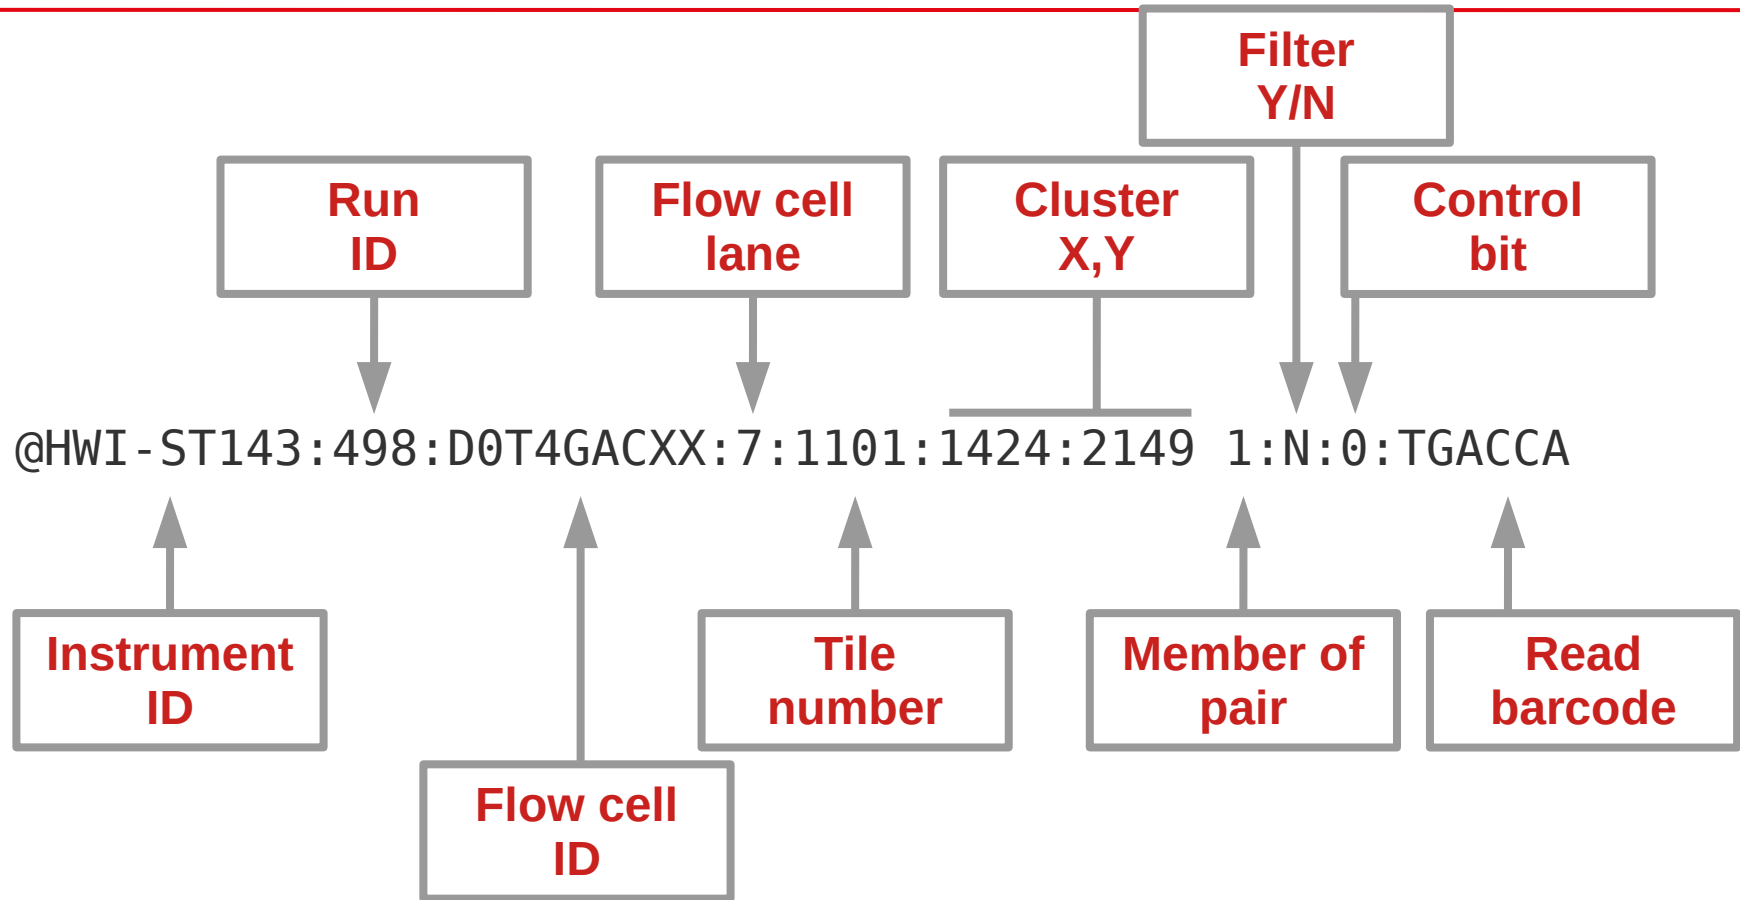 Filter
Y/N
Run
ID
Flow cell
lane
Cluster
X,Y
Control
bit
@HWI-ST143:498:D0T4GACXX:7:1101:1424:2149 1:N:0:TGACCA
Instrument
ID
Tile
number
Member of
pair
Read
barcode
Flow cell
ID